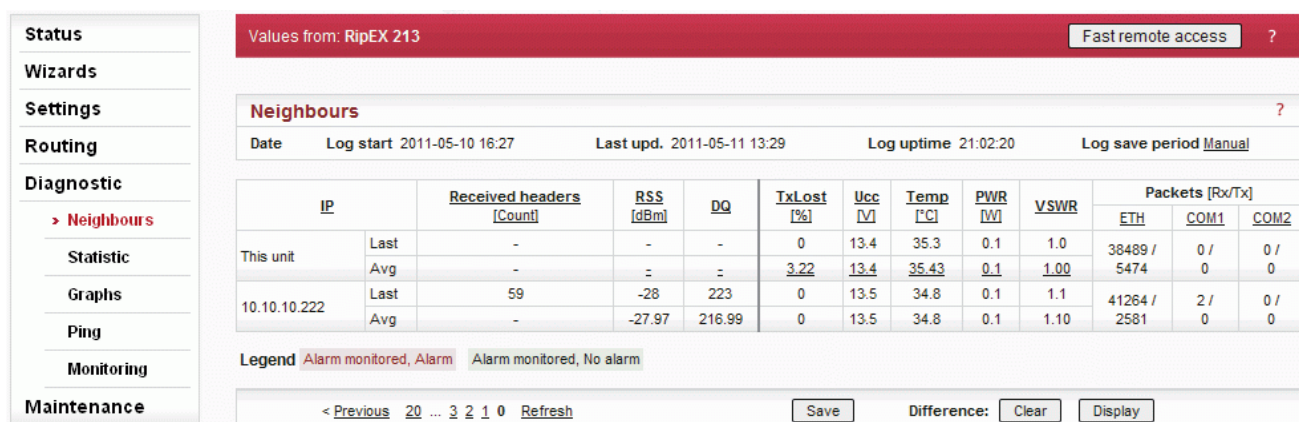 Status
Wizards
Settings
Routing
Diagnostic
> Neighbours
Statistic
Graphs
Ping
Monitoring
Maintenance
Values from: RipEX 213 Fast remote access ?
Neighbours ?
Date Log start 2011-05-10 16:27 Last upd. 2011-05-11 13:29 Log uptime 21:02:20 Log save period Manual
IP Received headers [Count] RSS [dBm] DQ TxLost [%] Ucc [V] Temp [°C] PWR [W] VSWR Packets [Rx/Tx]
ETH COM1 COM2
This unit Last - - - 0 13.4 35.3 0.1 1.0 38489 / 5474 0 / 0 0 / 0
Avg - - - 3.22 13.4 35.43 0.1 1.00
10.10.10.222 Last 59 -28 223 0 13.5 34.8 0.1 1.1 41264 / 2581 2 / 0 0 / 0
Avg - -27.97 216.99 0 13.5 34.8 0.1 1.10
Legend Alarm monitored, Alarm Alarm monitored, No alarm
< Previous 20 ... 3 2 1 0 Refresh Save Difference: Clear Display